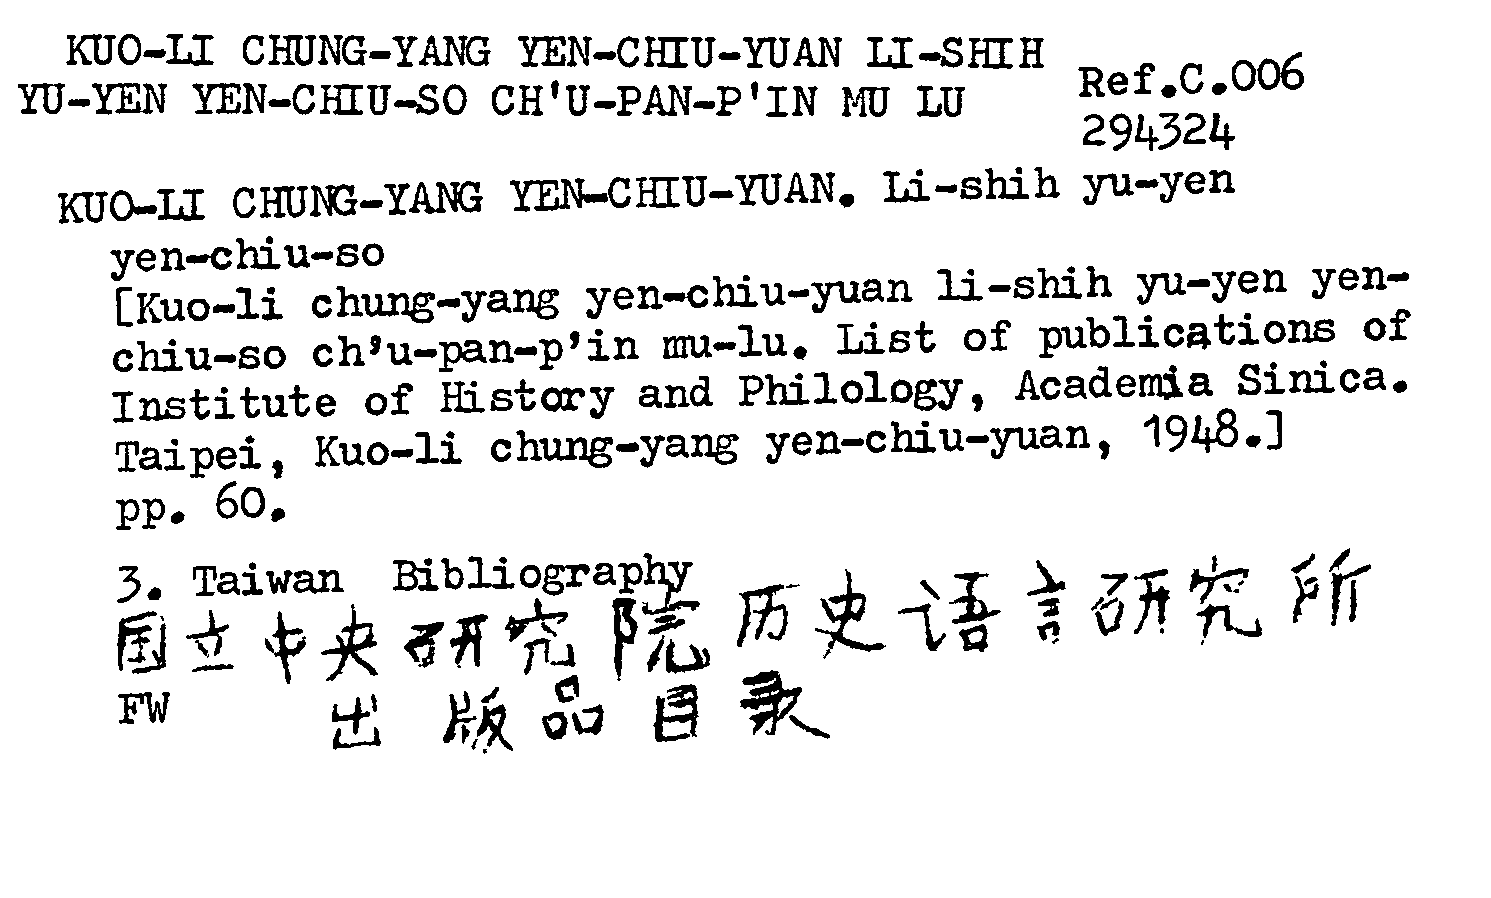 KUO-LI CHUNG-YANG YEN-CHIU-YUAN LI-SHIH
YU-YEN YEN-CHIU-SO CH'U-PAN-P'IN MU LU
Ref.C.006
294324
KUO-LI CHUNG-YANG YEN-CHIU-YUAN. Li-shih yu-yen
yen-chiu-so
[Kuo-li chung-yang yen-chiu-yuan li-shih yu-yen yen-
chiu-so ch'u-pan-p'in mu-lu. List of publications of
Institute of History and Philology, Academia Sinica.
Taipei, Kuo-li chung-yang yen-chiu-yuan, 1948.]
pp. 60.
3. Taiwan Bibliography
国立中央研究院历史语言研究所
FW 出版品目录